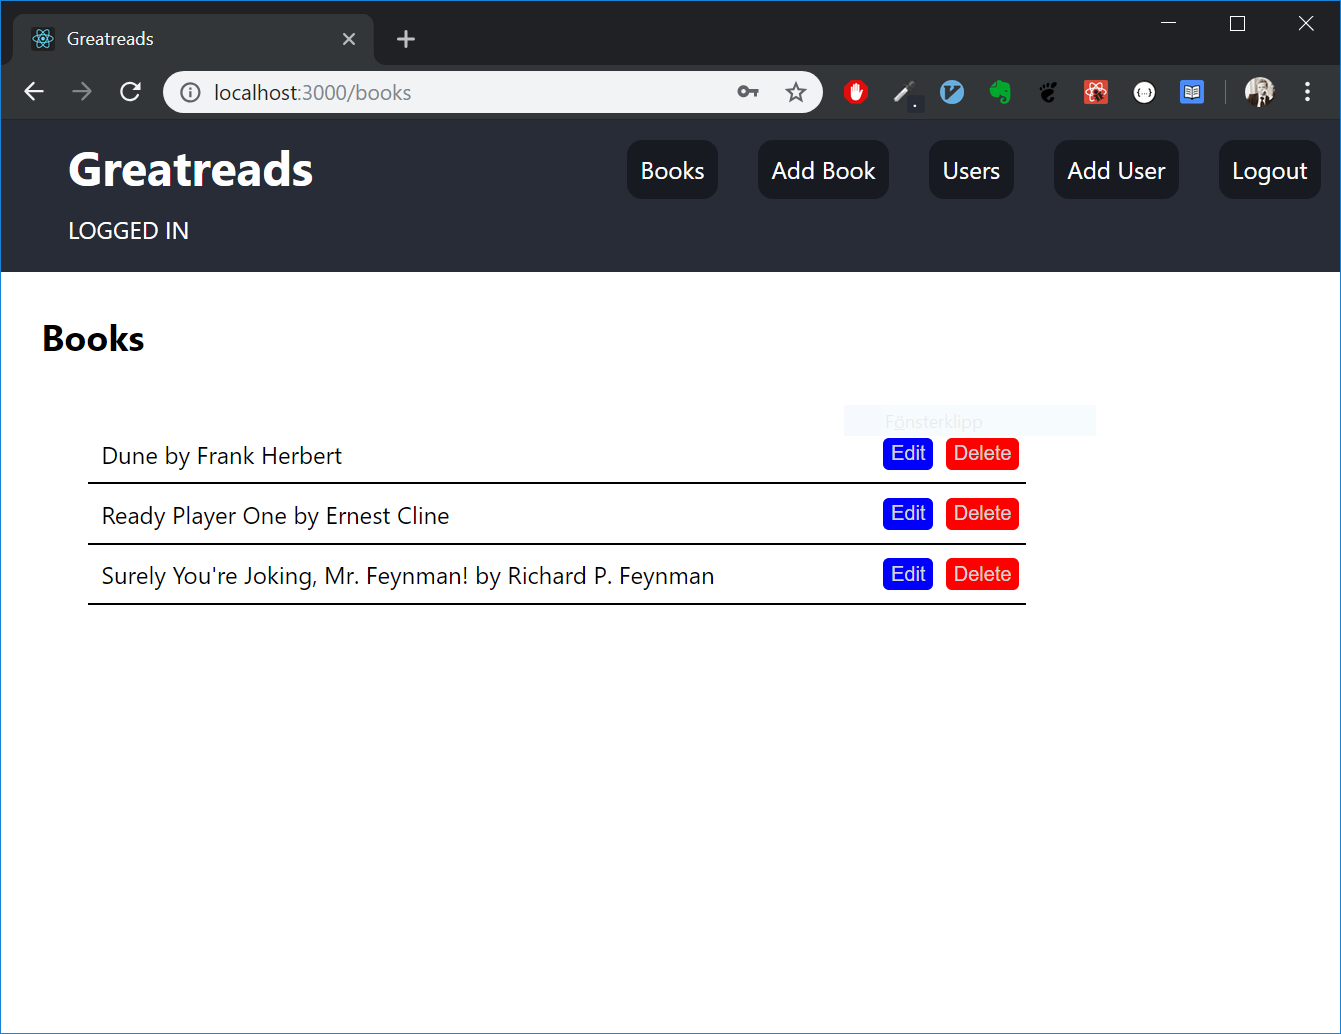 Greatreads
localhost:3000/books
Greatreads
Books
Add Book
Users
Add User
Logout
LOGGED IN
Books
Fönsterklipp
Dune by Frank Herbert
Edit
Delete
Ready Player One by Ernest Cline
Edit
Delete
Surely You're Joking, Mr. Feynman! by Richard P. Feynman
Edit
Delete